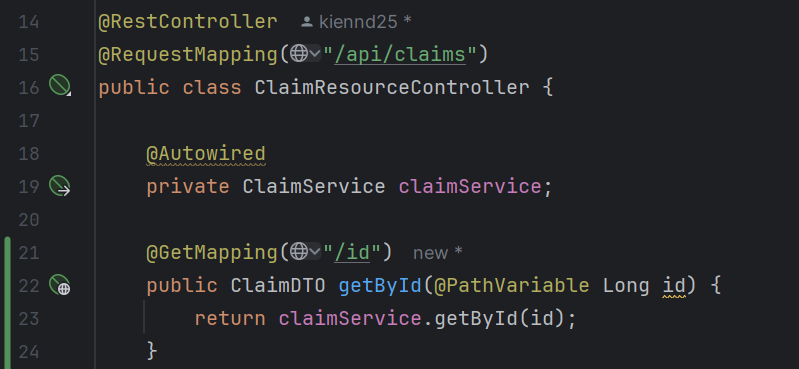 14 @RestController kiennd25 *
15 @RequestMapping("/api/claims")
16 public class ClaimResourceController {
17
18 @Autowired
19 private ClaimService claimService;
20
21 @GetMapping("/id") new *
22 public ClaimDTO getById(@PathVariable Long id) {
23 return claimService.getById(id);
24 }